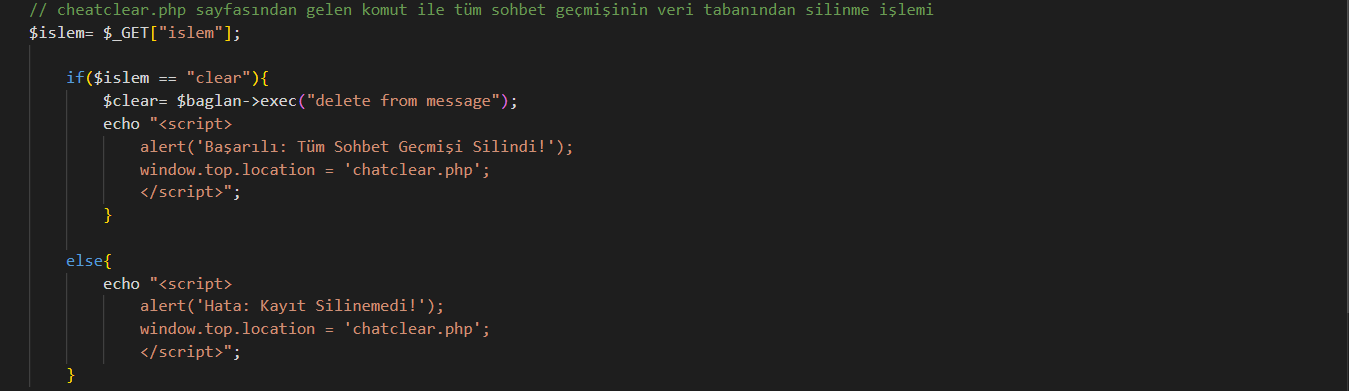 // cheatclear.php sayfasından gelen komut ile tüm sohbet geçmişinin veri tabanından silinme işlemi
$islem= $_GET["islem"];
if($islem == "clear"){
$clear= $baglan->exec("delete from message");
echo "<script>
alert('Başarılı: Tüm Sohbet Geçmişi Silindi!');
window.top.location = 'chatclear.php';
</script>";
}
else{
echo "<script>
alert('Hata: Kayıt Silinemedi!');
window.top.location = 'chatclear.php';
</script>";
}